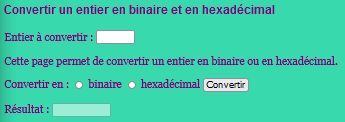 Convertir un entier en binaire et en hexadécimal
Entier à convertir :
Cette page permet de convertir un entier en binaire ou en hexadécimal.
Convertir en : binaire hexadécimal Convertir
Résultat :